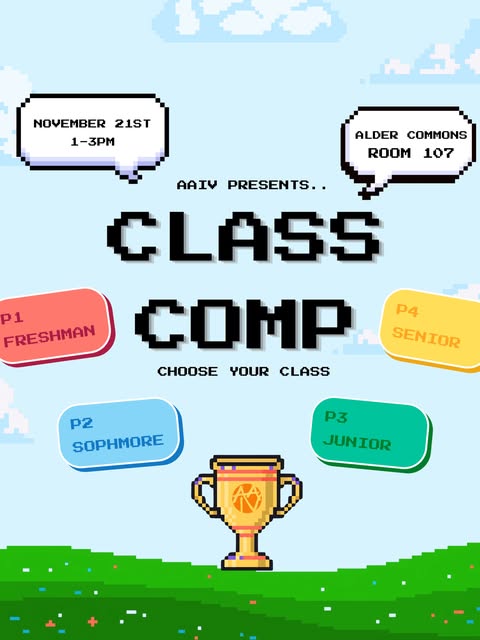 NOVEMBER 21ST
1-3PM
ALDER COMMONS
ROOM 107
AAIV PRESENTS..
CLASS
COMP
CHOOSE YOUR CLASS
P1
FRESHMAN
P4
SENIOR
P2
SOPHMORE
P3
JUNIOR